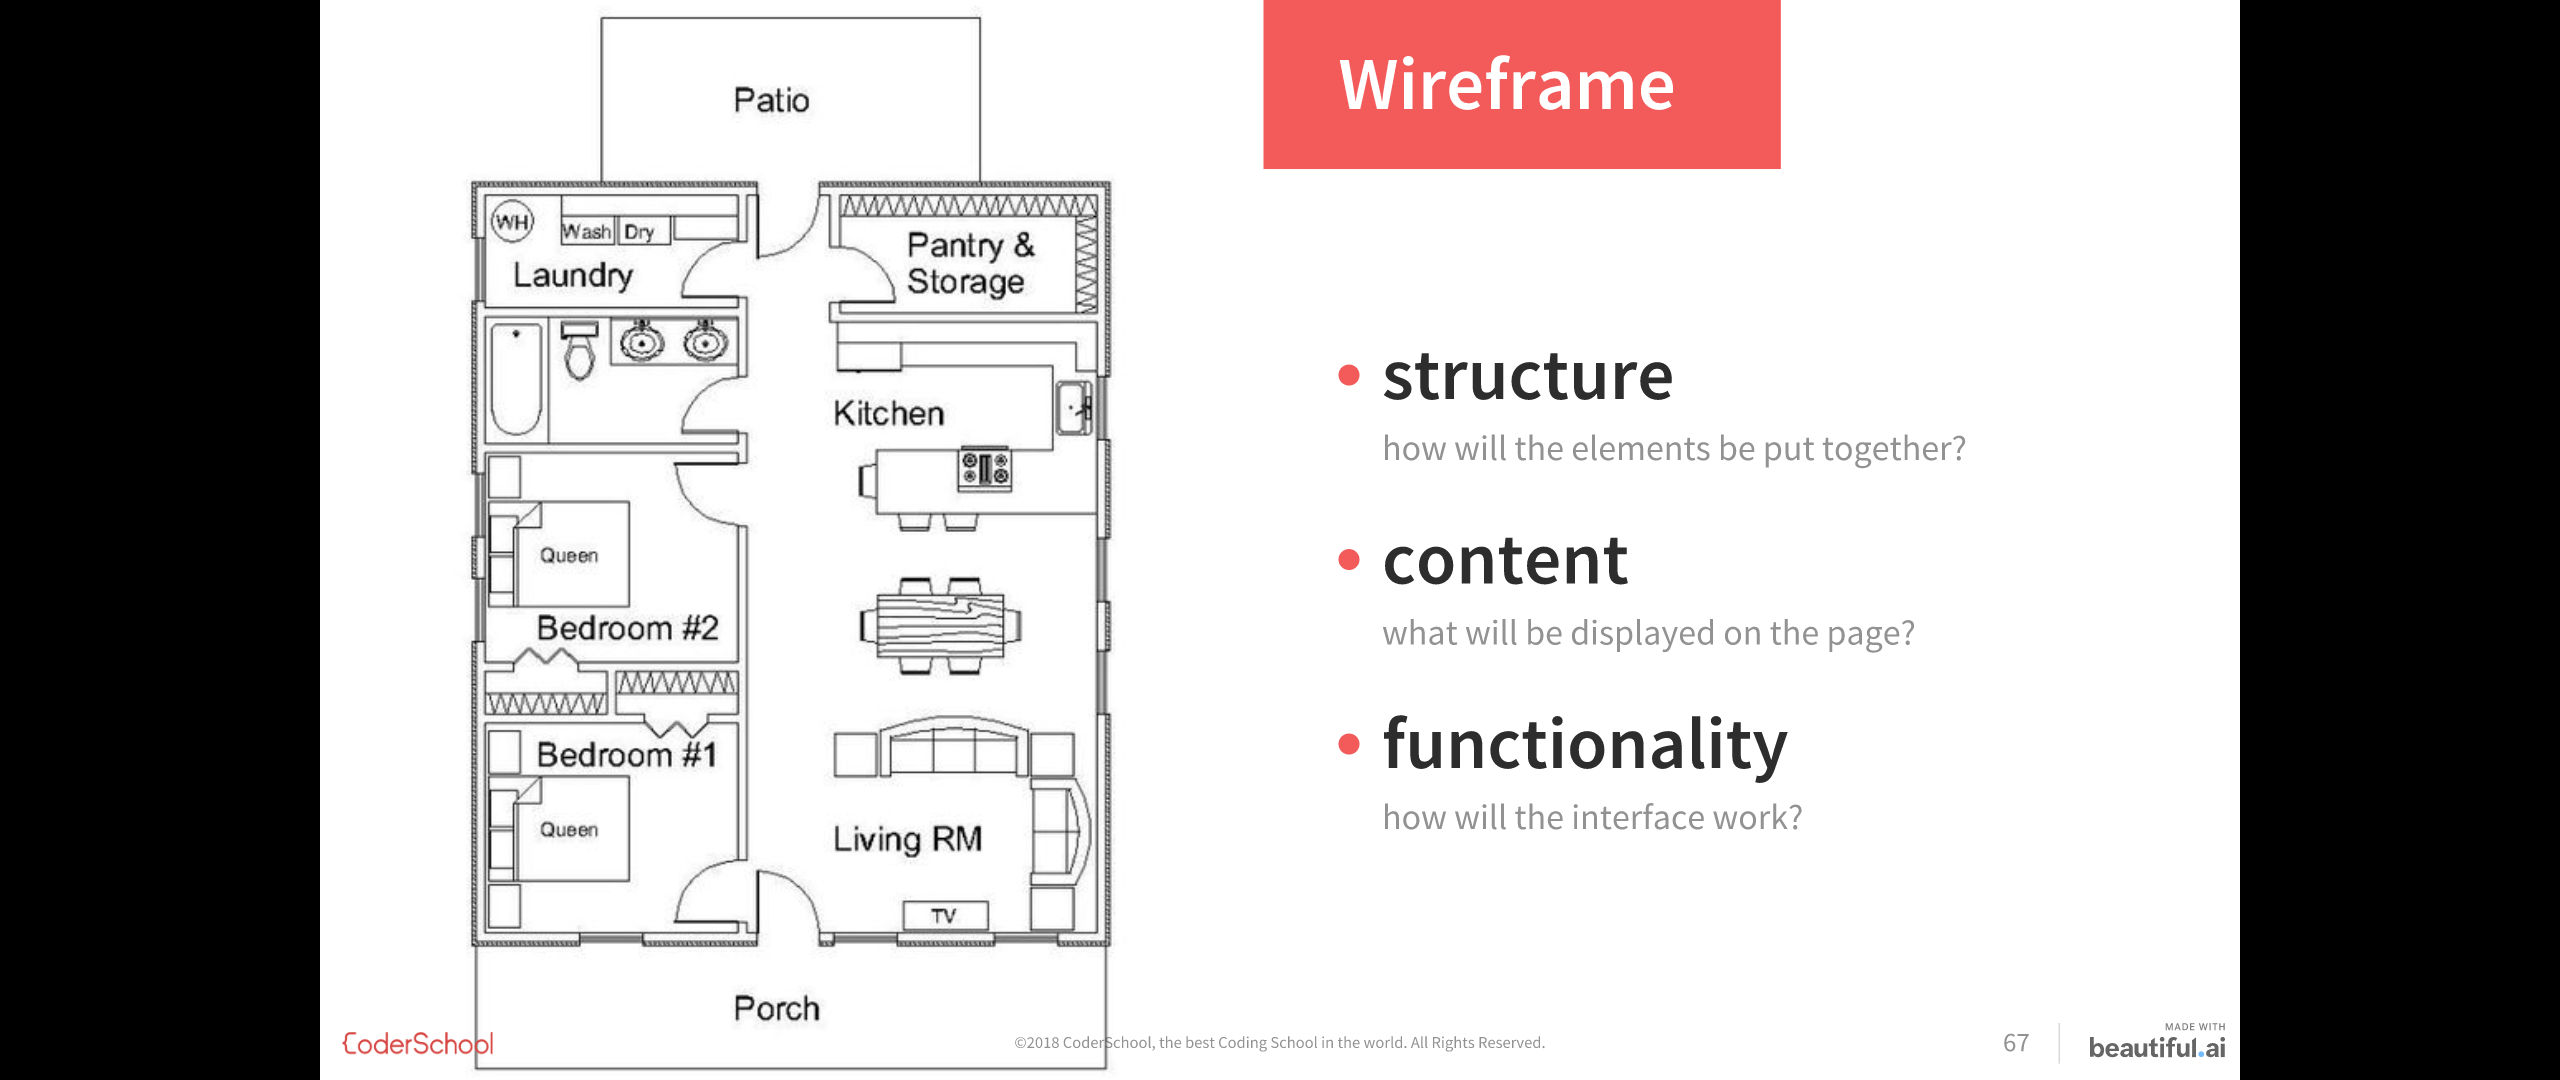 Patio
WH
Wash
Dry
Laundry
Pantry &
Storage
Kitchen
Queen
Bedroom #2
Bedroom #1
Queen
Living RM
TV
Porch
Wireframe
• structure
how will the elements be put together?
• content
what will be displayed on the page?
• functionality
how will the interface work?
{CoderSchool
©2018 CoderSchool, the best Coding School in the world. All Rights Reserved.
67
MADE WITH
beautiful.ai